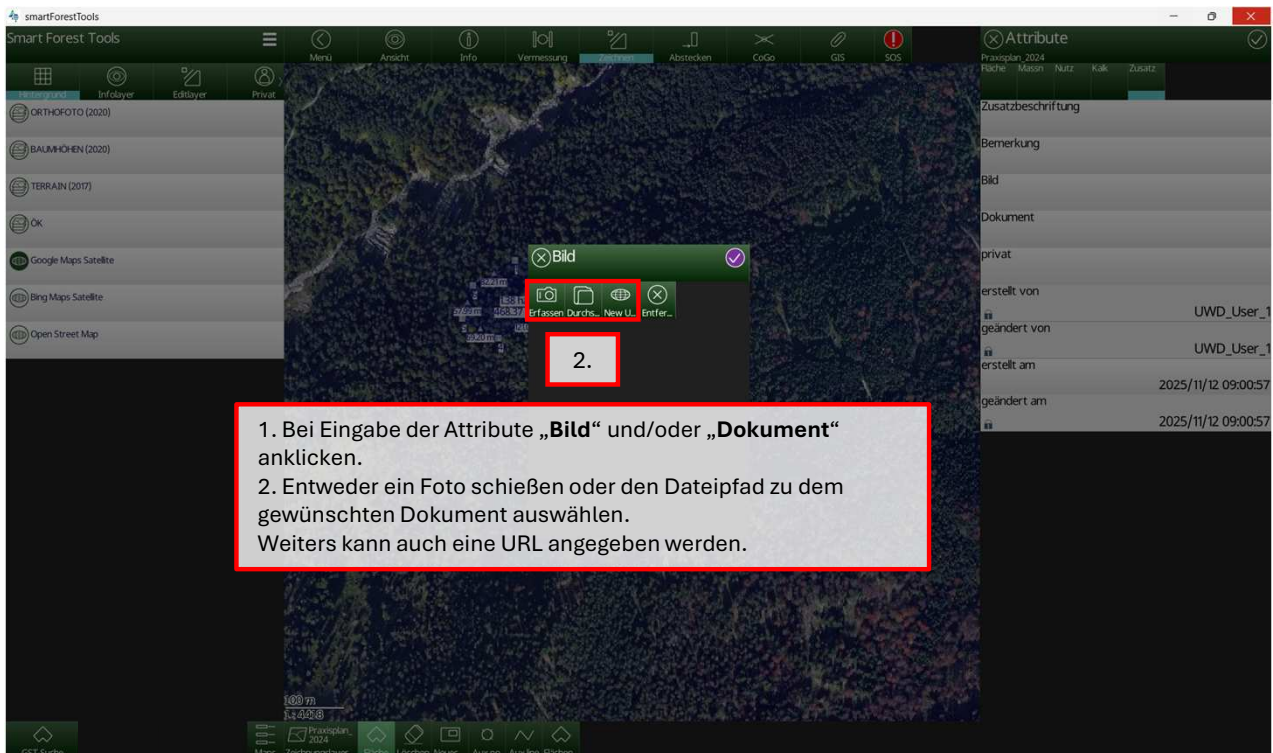 smartForestTools
Smart Forest Tools
Menü Ansicht Info Vermessung Zeichnen Abstecken CoGo GIS SOS
Attribute
Praxisplan_2024
Fläche Massn Nutz Kalk Zusatz
Hintergrund Infolayer Editlayer Privat
ORTHOFOTO (2020)
BAUMHÖHEN (2020)
TERRAIN (2017)
ÖK
Google Maps Satellite
Bing Maps Satellite
Open Street Map
Zusatzbeschriftung
Bemerkung
Bild
Dokument
privat
erstellt von
UWD_User_1
geändert von
UWD_User_1
erstellt am
2025/11/12 09:00:57
geändert am
2025/11/12 09:00:57
Bild
Erfassen Durchs... New U... Entfer...
2.
1. Bei Eingabe der Attribute „Bild“ und/oder „Dokument“
anklicken.
2. Entweder ein Foto schießen oder den Dateipfad zu dem
gewünschten Dokument auswählen.
Weiters kann auch eine URL angegeben werden.
100 m
1: 4418
GST Suche
Maps
Praxisplan_
2024
Zeichnungslayer Fläche Löschen Neues Aux line Flächen